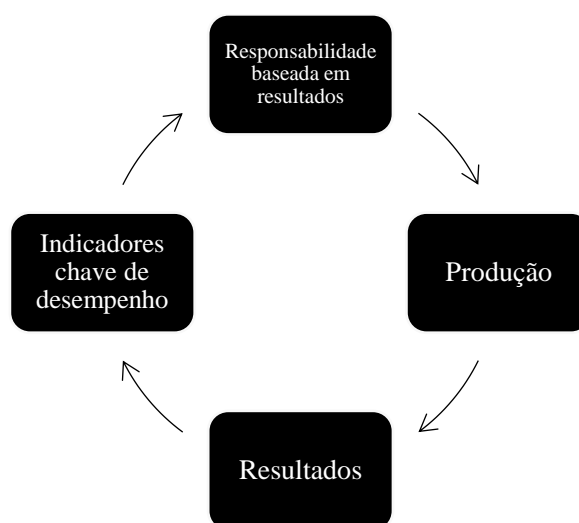 Responsabilidade
baseada em
resultados
Indicadores
chave de
desempenho
Produção
Resultados